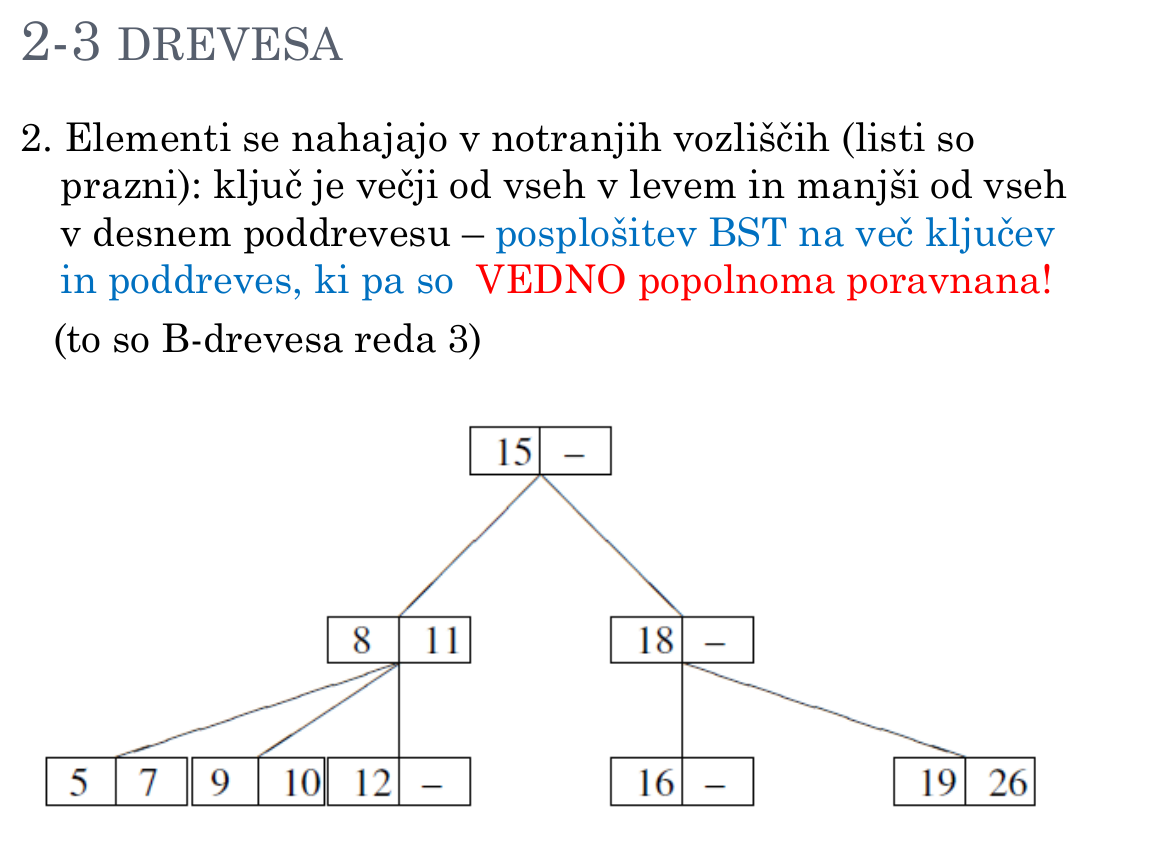 2-3 DREVESA
2. Elementi se nahajajo v notranjih vozliščih (listi so
prazni): ključ je večji od vseh v levem in manjši od vseh
v desnem poddrevesu – posplošitev BST na več ključev
in poddreves, ki pa so VEDNO popolnoma poravnana!
(to so B-drevesa reda 3)
15 –
8 11 18 –
5 7 9 10 12 – 16 – 19 26